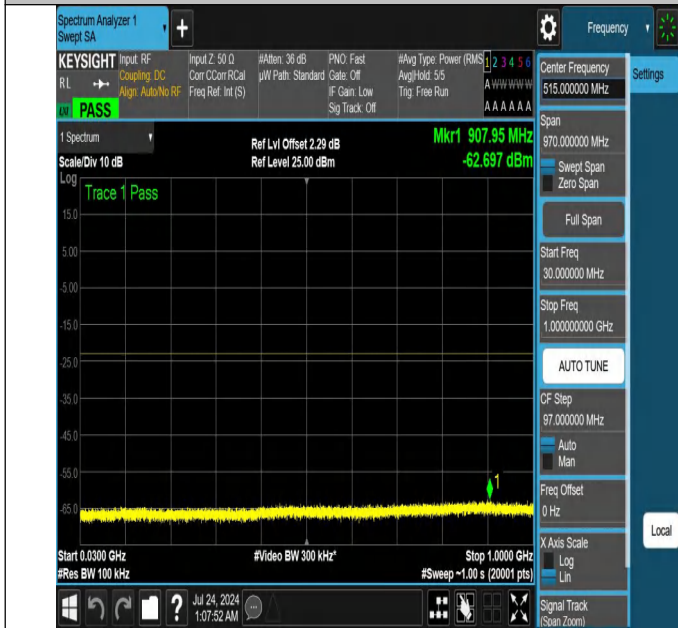 Spectrum Analyzer 1
Swept SA
+
Frequency
KEYSIGHT
RL
LXI
PASS
Input: RF
Coupling: DC
Align: Auto/No RF
Input Z: 50 Ω
Corr CCorr RCal
Freq Ref: Int (S)
#Atten: 36 dB
µW Path: Standard
PNO: Fast
Gate: Off
IF Gain: Low
Sig Track: Off
#Avg Type: Power (RMS
Avg|Hold: 5/5
Trig: Free Run
1 2 3 4 5 6
A W W W W W
A A A A A A
1 Spectrum
Scale/Div 10 dB
Ref Lvl Offset 2.29 dB
Ref Level 25.00 dBm
Mkr1 907.95 MHz
-62.697 dBm
Log
Trace 1 Pass
15.0
5.00
-5.00
-15.0
-25.0
-35.0
-45.0
-55.0
-65.0
1
Start 0.0300 GHz
#Res BW 100 kHz
#Video BW 300 kHz*
Stop 1.0000 GHz
#Sweep ~1.00 s (20001 pts)
Center Frequency
515.000000 MHz
Settings
Span
970.000000 MHz
Swept Span
Zero Span
Full Span
Start Freq
30.000000 MHz
Stop Freq
1.000000000 GHz
AUTO TUNE
CF Step
97.000000 MHz
Auto
Man
Freq Offset
0 Hz
Local
X Axis Scale
Log
Lin
Signal Track
(Span Zoom)
?
Jul 24, 2024
1:07:52 AM